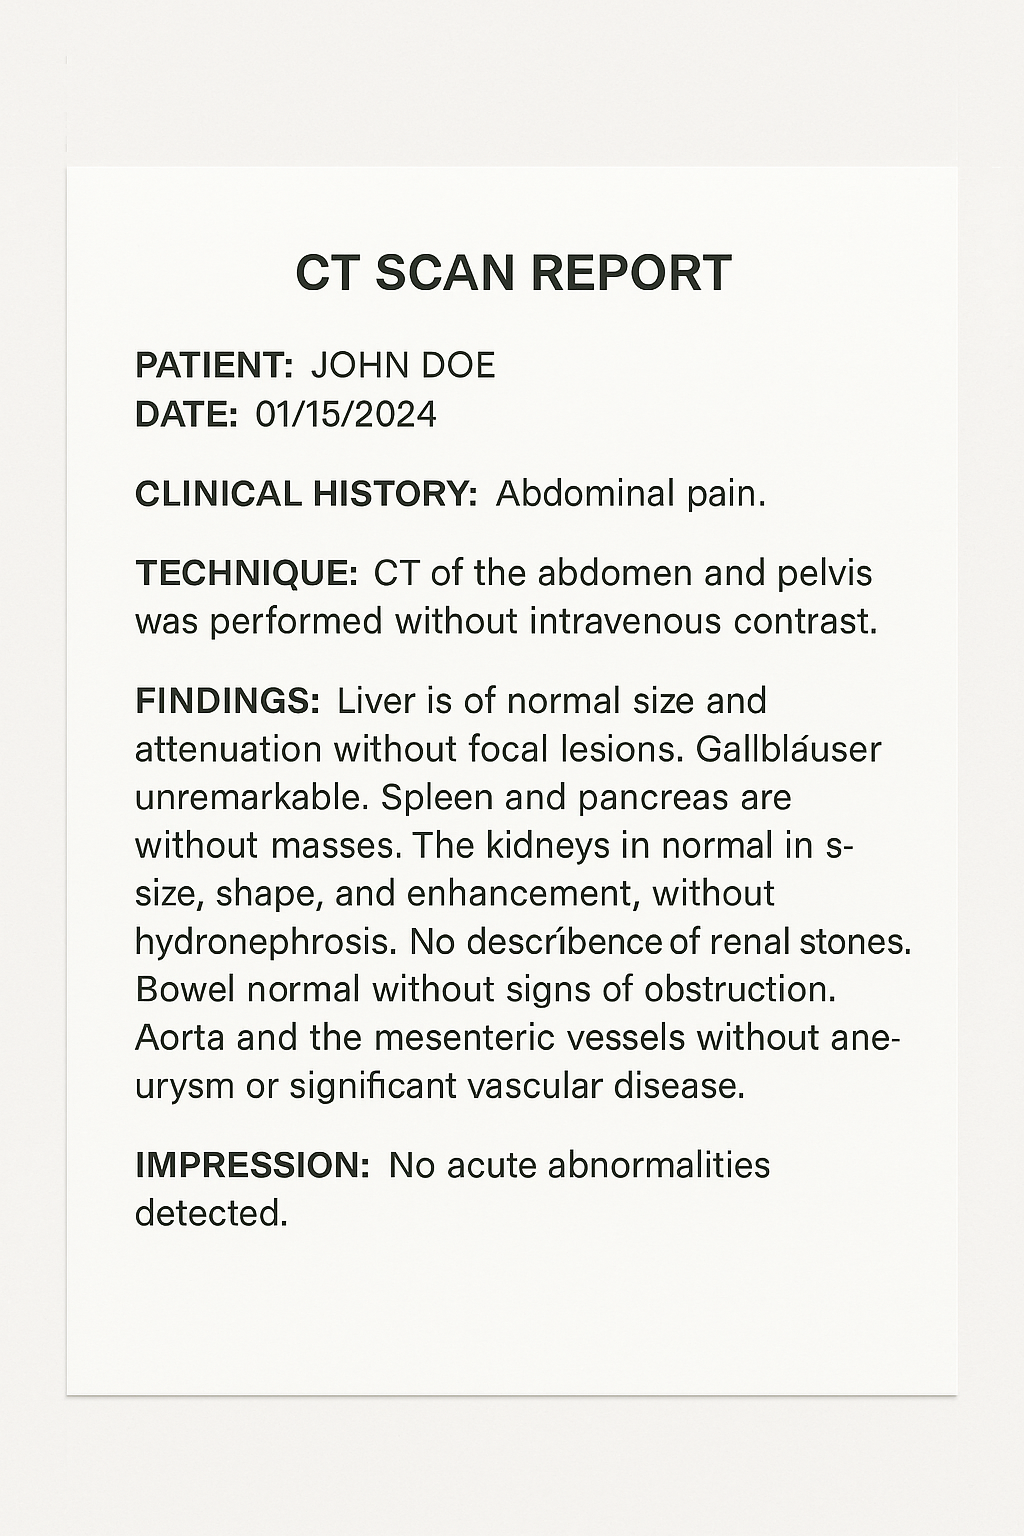 CT SCAN REPORT
PATIENT: JOHN DOE
DATE: 01/15/2024
CLINICAL HISTORY: Abdominal pain.
TECHNIQUE: CT of the abdomen and pelvis
was performed without intravenous contrast.
FINDINGS: Liver is of normal size and
attenuation without focal lesions. Gallbláuser
unremarkable. Spleen and pancreas are
without masses. The kidneys in normal in s-
size, shape, and enhancement, without
hydronephrosis. No descríbence of renal stones.
Bowel normal without signs of obstruction.
Aorta and the mesenteric vessels without ane-
urysm or significant vascular disease.
IMPRESSION: No acute abnormalities
detected.